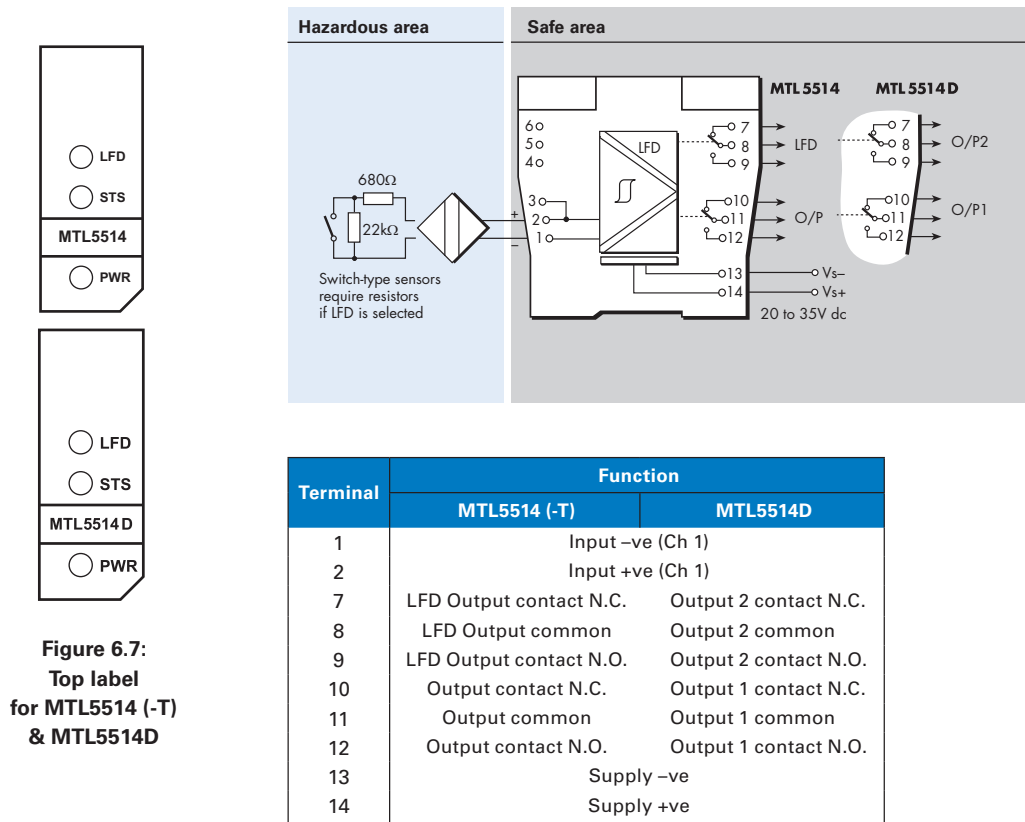 LFD
STS
MTL5514
PWR
LFD
STS
MTL5514D
PWR
Figure 6.7:
Top label
for MTL5514 (-T)
& MTL5514D
Hazardous area
Safe area
680Ω
22kΩ
Switch-type sensors
require resistors
if LFD is selected
+
–
6
5
4
3
2
1
LFD
MTL5514
MTL5514D
7
8
9
LFD
10
11
12
O/P
13
Vs–
14
Vs+
20 to 35V dc
7
8
9
O/P2
10
11
12
O/P1
Terminal Function
MTL5514 (-T) MTL5514D
1 Input –ve (Ch 1)
2 Input +ve (Ch 1)
7 LFD Output contact N.C. Output 2 contact N.C.
8 LFD Output common Output 2 common
9 LFD Output contact N.O. Output 2 contact N.O.
10 Output contact N.C. Output 1 contact N.C.
11 Output common Output 1 common
12 Output contact N.O. Output 1 contact N.O.
13 Supply –ve
14 Supply +ve